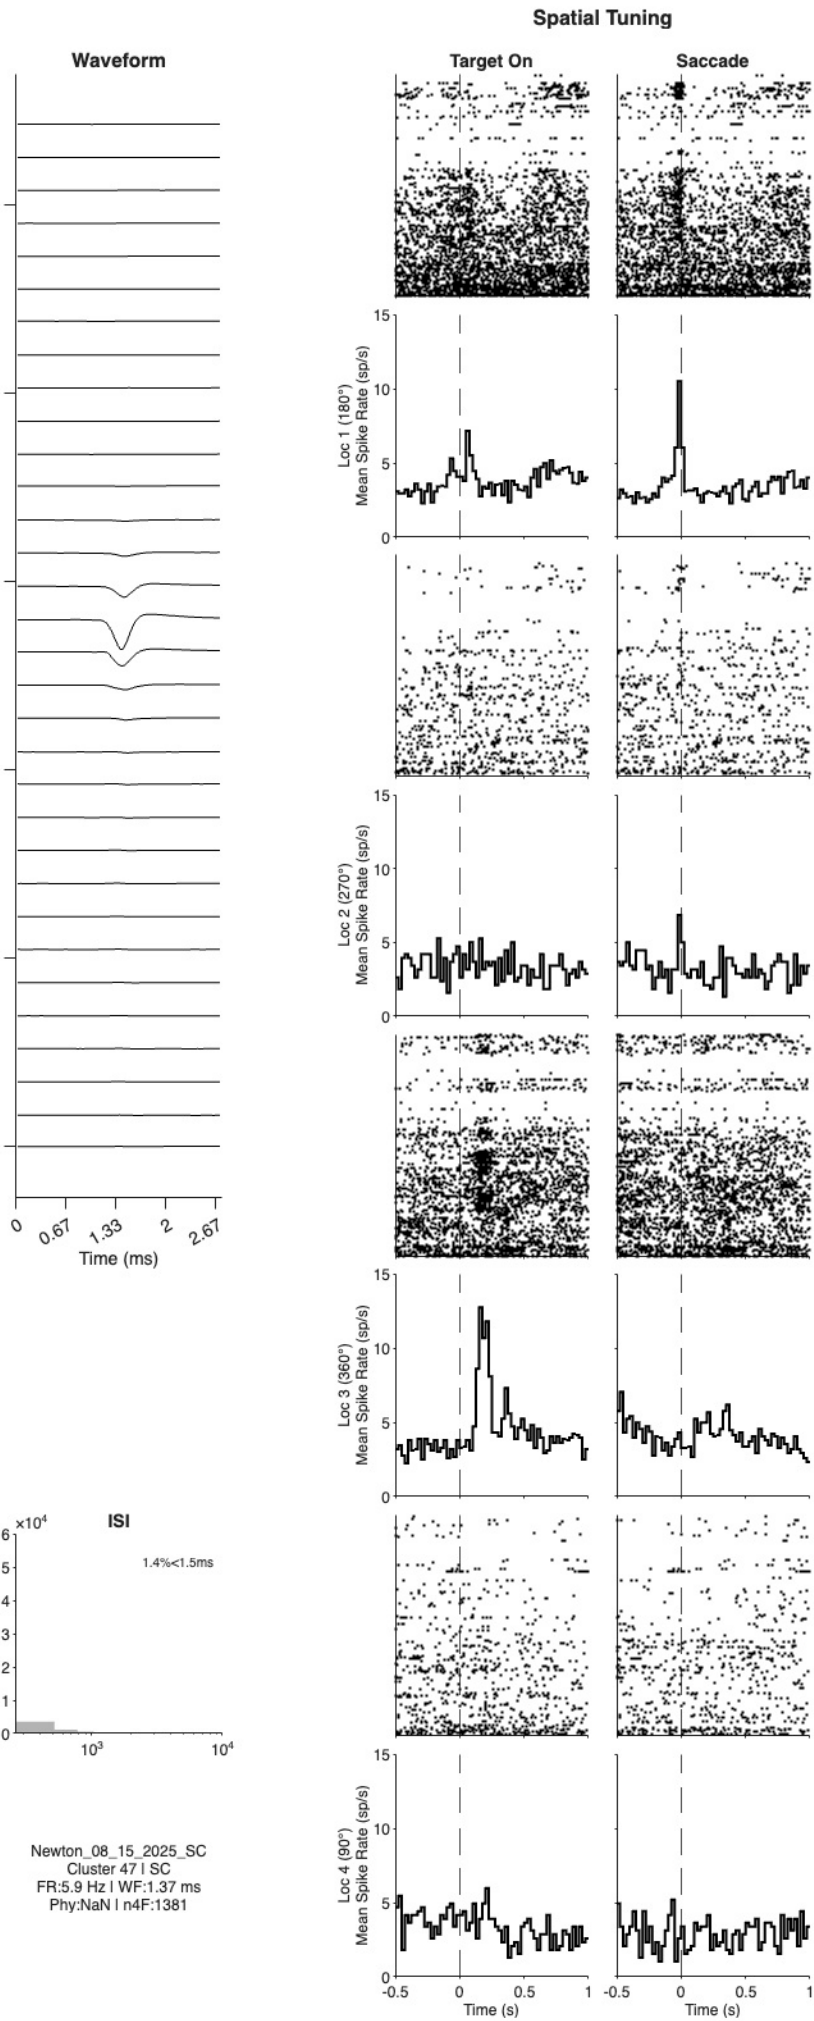 Spatial Tuning
Waveform
Target On
Saccade
15
10
5
0
Loc 1 (180°)
Mean Spike Rate (sp/s)
15
10
5
0
Loc 2 (270°)
Mean Spike Rate (sp/s)
0
0.67
1.33
2
2.67
Time (ms)
15
10
5
0
Loc 3 (360°)
Mean Spike Rate (sp/s)
×10⁴
ISI
6
5
4
3
2
1
0
1.4%<1.5ms
10³
10⁴
15
10
5
0
Loc 4 (90°)
Mean Spike Rate (sp/s)
Newton_08_15_2025_SC
Cluster 47 | SC
FR:5.9 Hz | WF:1.37 ms
Phy:NaN | n4F:1381
-0.5 0 0.5 1
Time (s)
-0.5 0 0.5 1
Time (s)